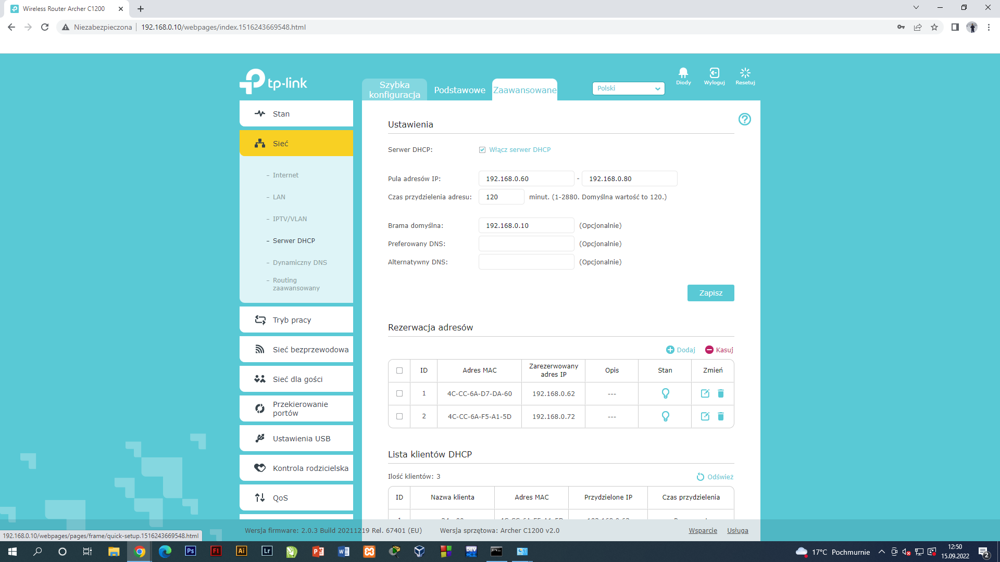 Wireless Router Archer C1200
Niezabezpieczona
192.168.0.10/webpages/index.1516243669548.html
tp-link
Szybka
konfiguracja
Podstawowe
Zaawansowane
Polski
Diody
Wyloguj
Resetuj
Stan
Sieć
– Internet
– LAN
– IPTV/VLAN
– Serwer DHCP
– Dynamiczny DNS
– Routing
zaawansowany
Tryb pracy
Sieć bezprzewodowa
Sieć dla gości
Przekierowanie
portów
Ustawienia USB
Kontrola rodzicielska
QoS
Ustawienia
Serwer DHCP: Włącz serwer DHCP
Pula adresów IP: 192.168.0.60 - 192.168.0.80
Czas przydzielenia adresu: 120 minut. (1-2880. Domyślna wartość to 120.)
Brama domyślna: 192.168.0.10 (Opcjonalnie)
Preferowany DNS: (Opcjonalnie)
Alternatywny DNS: (Opcjonalnie)
Zapisz
Rezerwacja adresów
Dodaj Kasuj
ID Adres MAC Zarezerwowany adres IP Opis Stan Zmień
1 4C-CC-6A-D7-DA-60 192.168.0.62 ---
2 4C-CC-6A-F5-A1-5D 192.168.0.72 ---
Lista klientów DHCP
Ilość klientów: 3 Odśwież
ID Nazwa klienta Adres MAC Przydzielone IP Czas przydzielenia
Wersja firmware: 2.0.3 Build 20211219 Rel. 67401 (EU) Wersja sprzętowa: Archer C1200 v2.0 Wsparcie Usługa
192.168.0.10/webpages/pages/frame/quick-setup.1516243669548.html
Ps
Fl
Ai
Lr
DEV
17°C Pochmurnie
12:50
15.09.2022
2